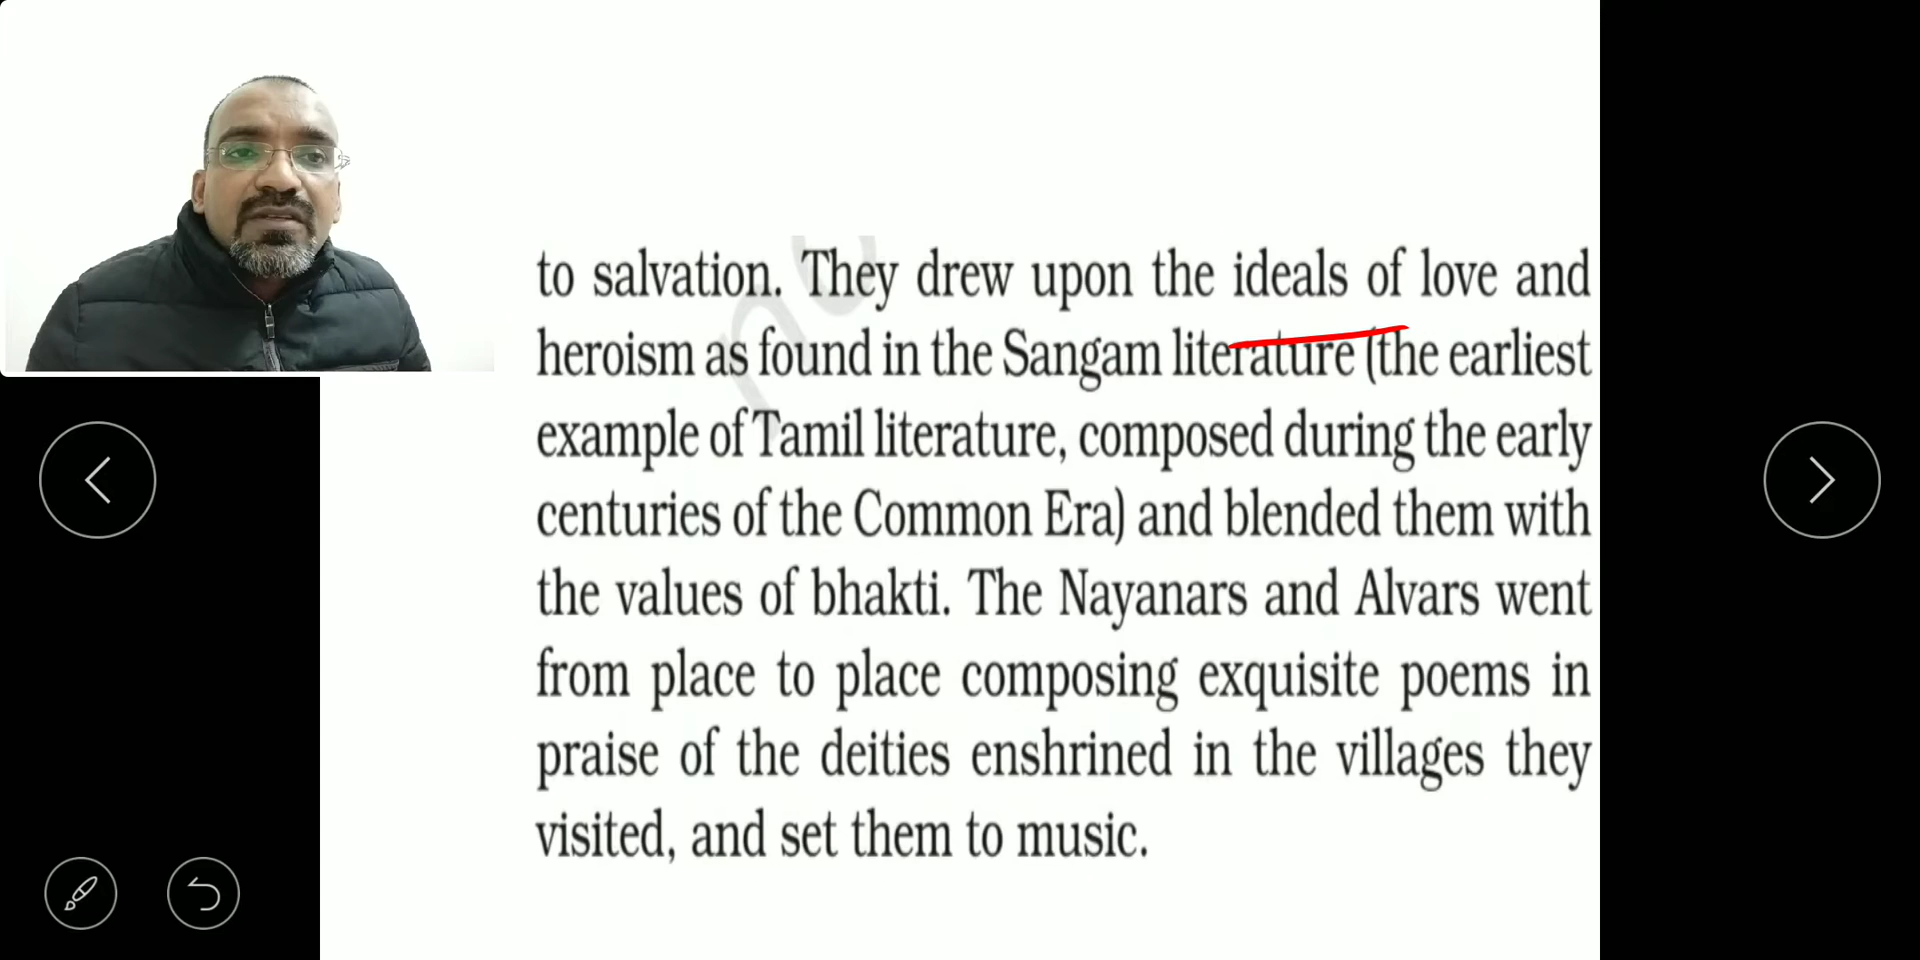 to salvation. They drew upon the ideals of love and
heroism as found in the Sangam literature (the earliest
example of Tamil literature, composed during the early
centuries of the Common Era) and blended them with
the values of bhakti. The Nayanars and Alvars went
from place to place composing exquisite poems in
praise of the deities enshrined in the villages they
visited, and set them to music.